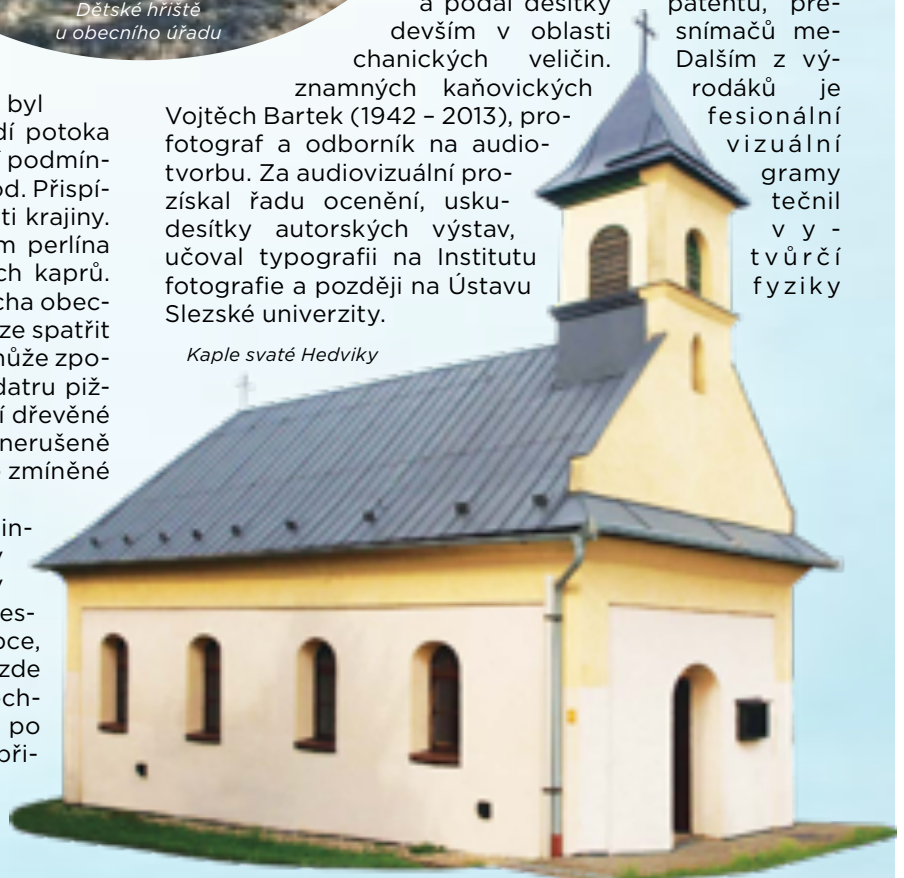 Dětské hřiště
u obecního úřadu
byl
dí potoka
podmín-
od. Přispí-
ti krajiny.
m perlína
ch kaprů.
cha obec-
ze spatřit
může zpo-
datru piž-
í dřevěné
nerušeně
zmíněné
in-
es-
zde
ch-
po
při-
a podal desítky patentů, pře-
devším v oblasti snímačů me-
chanických veličin. Dalším z vý-
znamných kaňovických rodáků je
Vojtěch Bartek (1942 – 2013), pro- fesionální
fotograf a odborník na audio- vizuální
tvorbu. Za audiovizuální pro- gramy
získal řadu ocenění, usku- tečnil
desítky autorských výstav, vy-
učoval typografii na Institutu tvůrčí
fotografie a později na Ústavu fyziky
Slezské univerzity.
Kaple svaté Hedviky